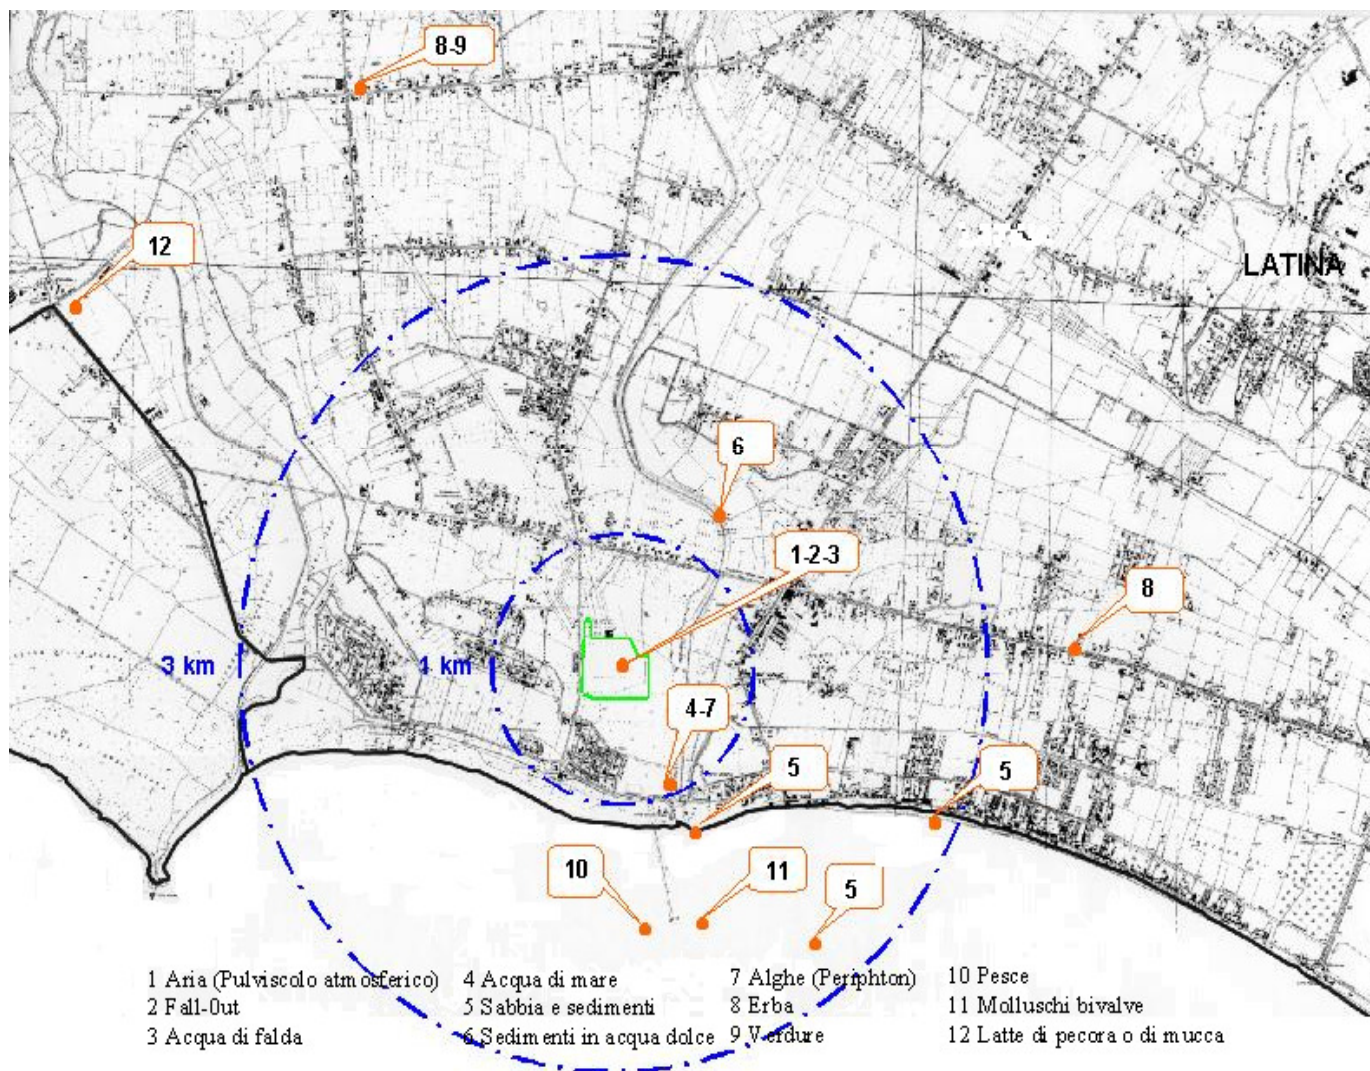 8-9
12
LATINA
6
1-2-3
8
3 km
1 km
4-7
5
5
10
11
5
1 Aria (Pulviscolo atmosferico)
2 Fall-Out
3 Acqua di falda
4 Acqua di mare
5 Sabbia e sedimenti
6 Sedimenti in acqua dolce
7 Alghe (Periphton)
8 Erba
9 Verdure
10 Pesce
11 Molluschi bivalve
12 Latte di pecora o di mucca